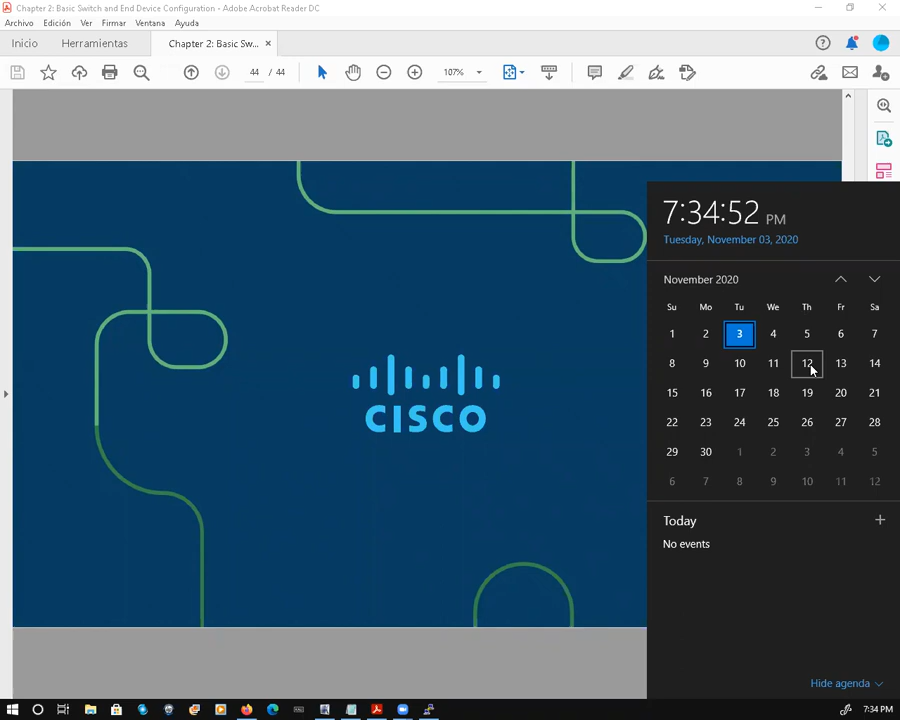 Chapter 2: Basic Switch and End Device Configuration - Adobe Acrobat Reader DC
Archivo Edición Ver Firmar Ventana Ayuda
Inicio Herramientas Chapter 2: Basic Sw... ×
44 / 44 107%
CISCO
7:34:52 PM
Tuesday, November 03, 2020
November 2020
Su Mo Tu We Th Fr Sa
1 2 3 4 5 6 7
8 9 10 11 12 13 14
15 16 17 18 19 20 21
22 23 24 25 26 27 28
29 30 1 2 3 4 5
6 7 8 9 10 11 12
Today
No events
Hide agenda
7:34 PM